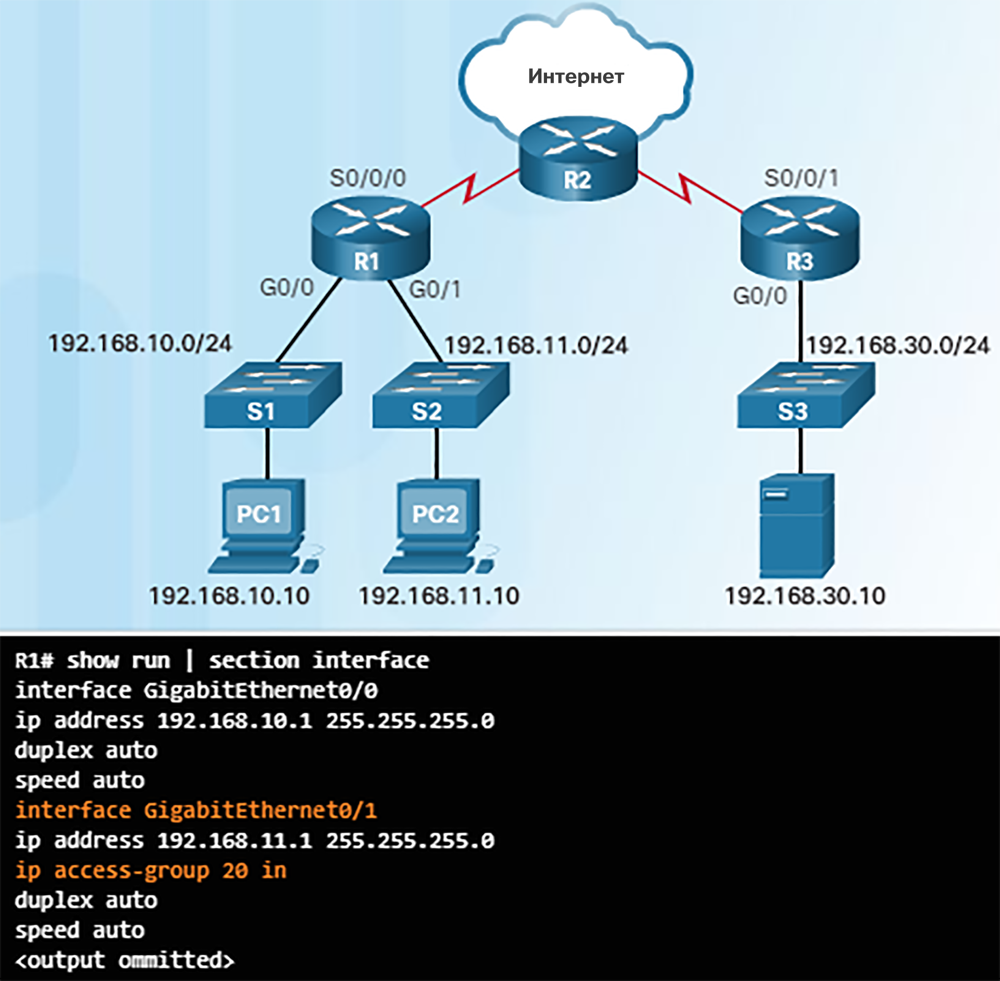 Интернет
R2
S0/0/0
S0/0/1
R1
R3
G0/0
G0/1
G0/0
192.168.10.0/24
192.168.11.0/24
192.168.30.0/24
S1
S2
S3
PC1
PC2
192.168.10.10
192.168.11.10
192.168.30.10
R1# show run | section interface
interface GigabitEthernet0/0
ip address 192.168.10.1 255.255.255.0
duplex auto
speed auto
interface GigabitEthernet0/1
ip address 192.168.11.1 255.255.255.0
ip access-group 20 in
duplex auto
speed auto
<output ommitted>